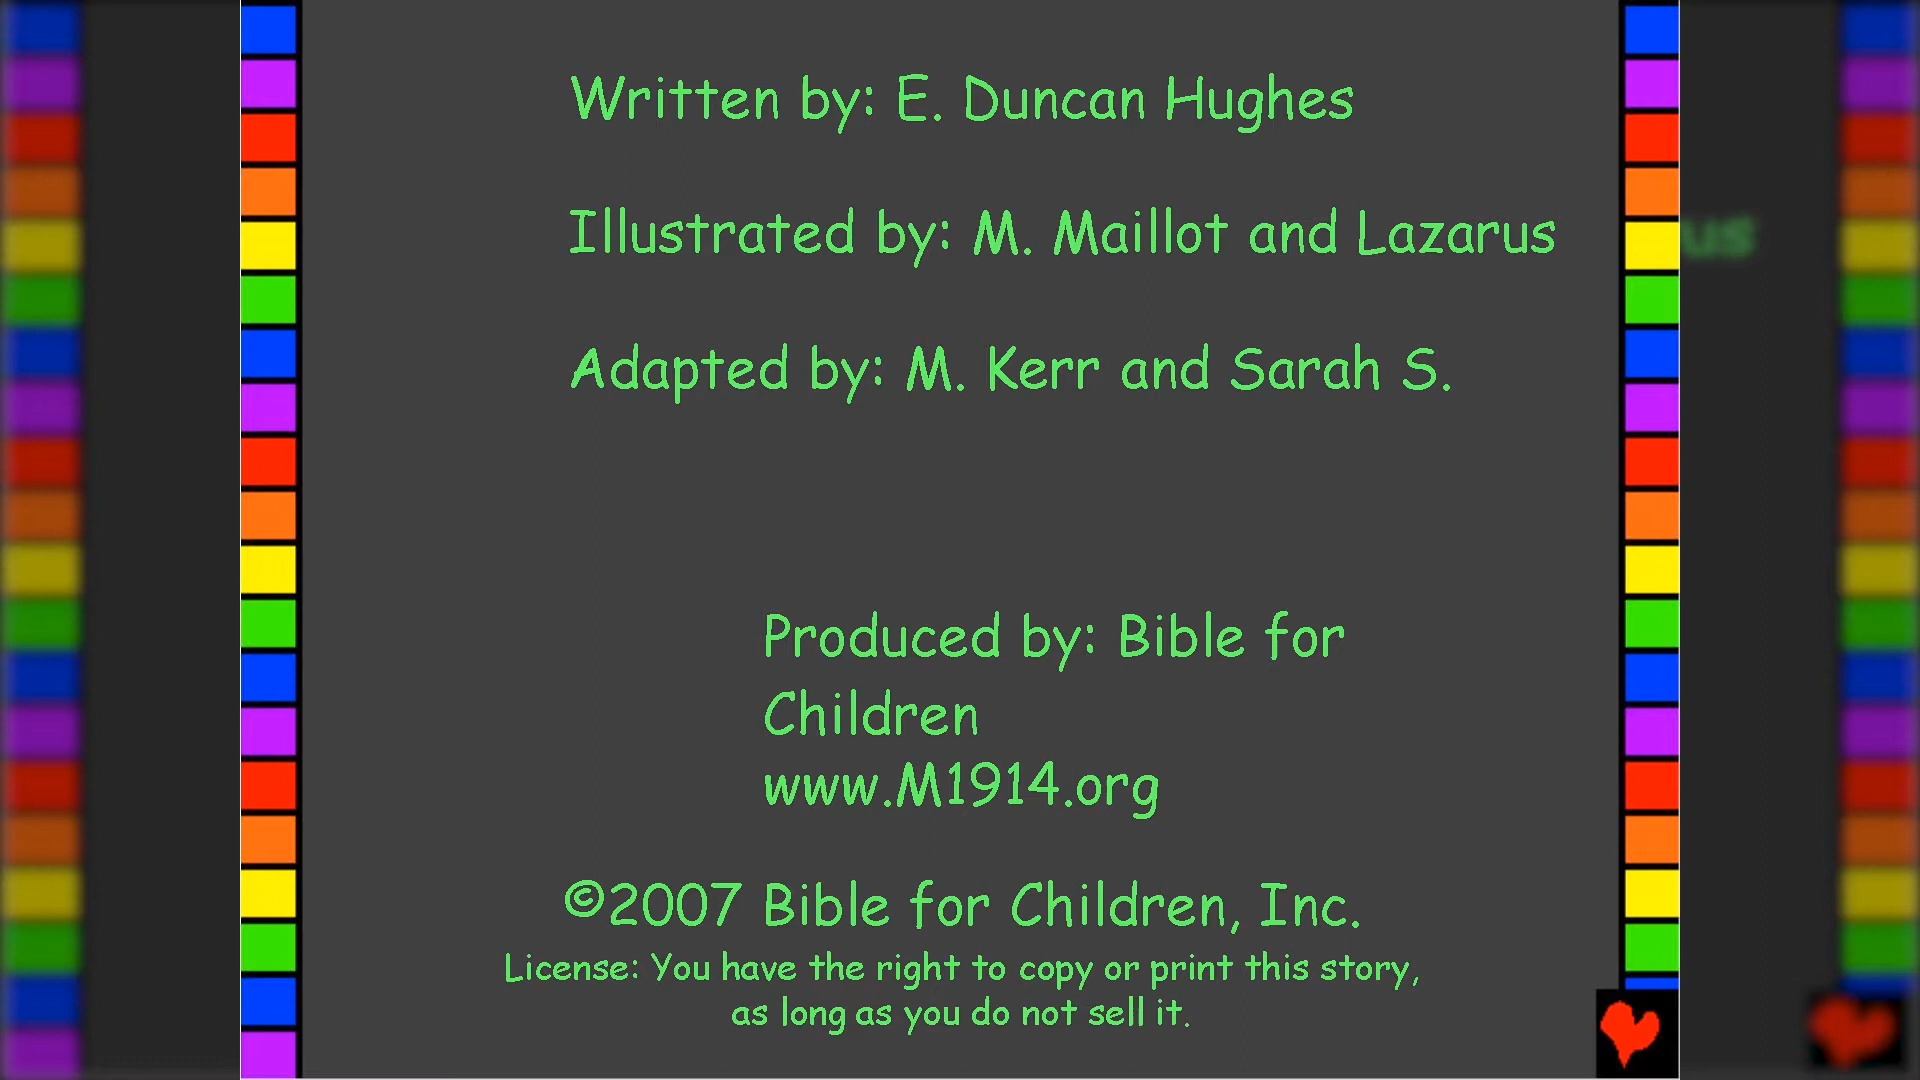 Written by: E. Duncan Hughes
Illustrated by: M. Maillot and Lazarus
us
Adapted by: M. Kerr and Sarah S.
Produced by: Bible for
Children
www.M1914.org
©2007 Bible for Children, Inc.
License: You have the right to copy or print this story,
as long as you do not sell it.